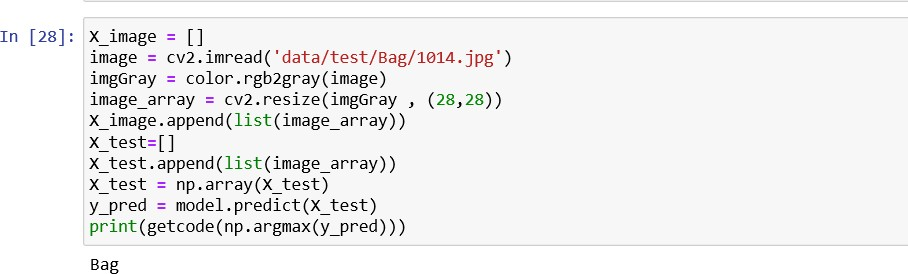 In [28]: X_image = []
image = cv2.imread('data/test/Bag/1014.jpg')
imgGray = color.rgb2gray(image)
image_array = cv2.resize(imgGray , (28,28))
X_image.append(list(image_array))
X_test=[]
X_test.append(list(image_array))
X_test = np.array(X_test)
y_pred = model.predict(X_test)
print(getcode(np.argmax(y_pred)))
Bag